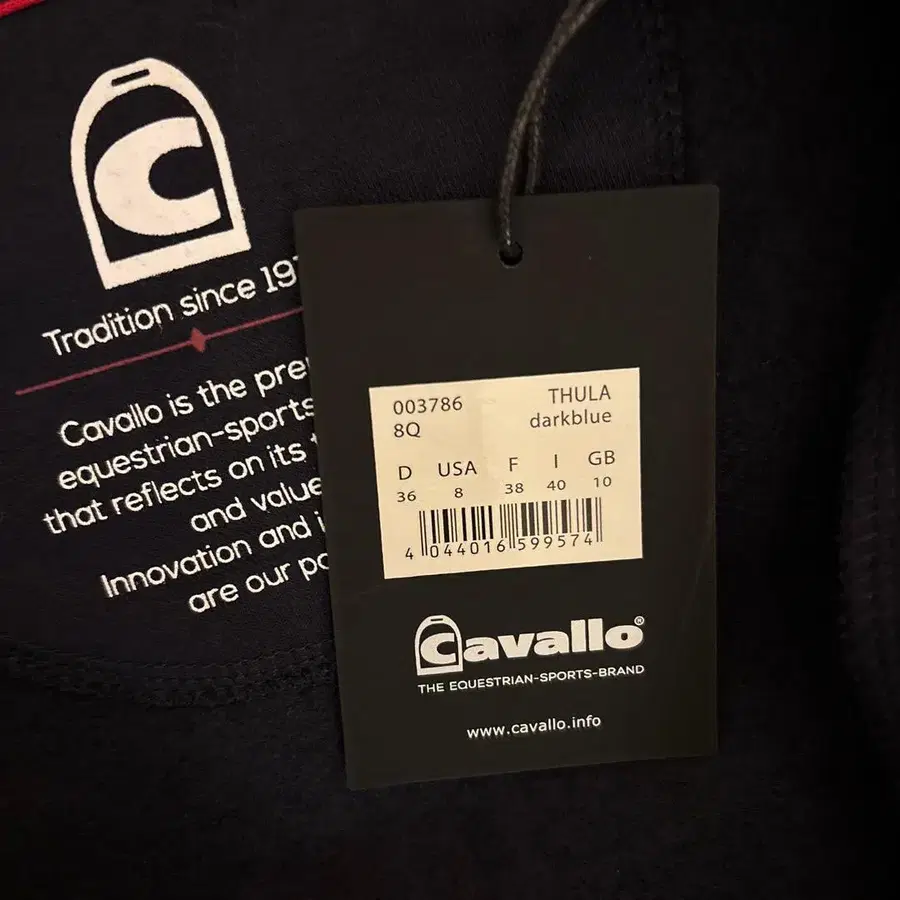 C
Tradition since 19
Cavallo is the
equestrian-sports
that reflects on its
and
Innovation and
are our
003786 THULA
8Q darkblue
D USA F I GB
36 8 38 40 10
4 044016 599574
Cavallo®
THE EQUESTRIAN-SPORTS-BRAND
www.cavallo.info